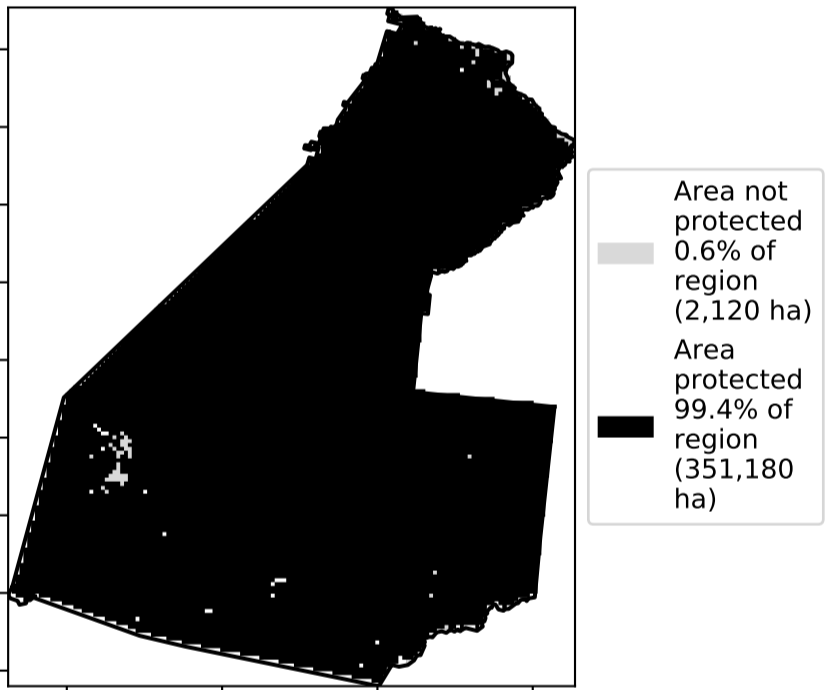 Area not
protected
0.6% of
region
(2,120 ha)
Area
protected
99.4% of
region
(351,180
ha)